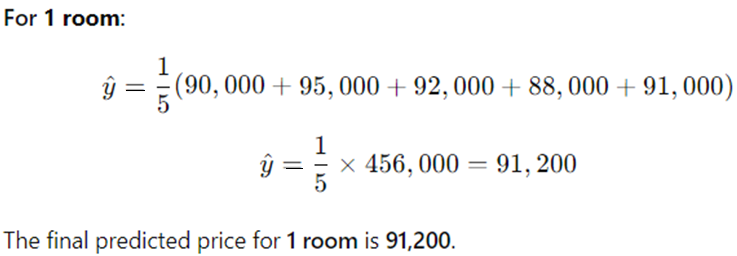 For 1 room:
ŷ = 1/5 (90, 000 + 95, 000 + 92, 000 + 88, 000 + 91, 000)
ŷ = 1/5 × 456, 000 = 91, 200
The final predicted price for 1 room is 91,200.